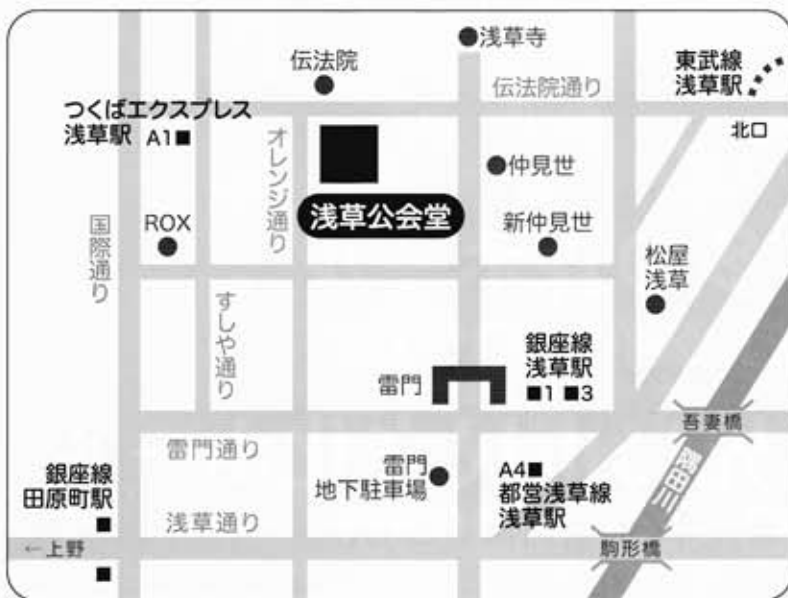 浅草寺
伝法院
伝法院通り
東武線
浅草駅
北口
つくばエクスプレス
浅草駅 A1■
オレンジ通り
仲見世
浅草公会堂
国際通り
ROX
新仲見世
松屋
浅草
すしや通り
銀座線
浅草駅
■1 ■3
雷門
吾妻橋
雷門通り
雷門
地下駐車場
A4■
都営浅草線
浅草駅
隅田川
銀座線
田原町駅
浅草通り
←上野
駒形橋